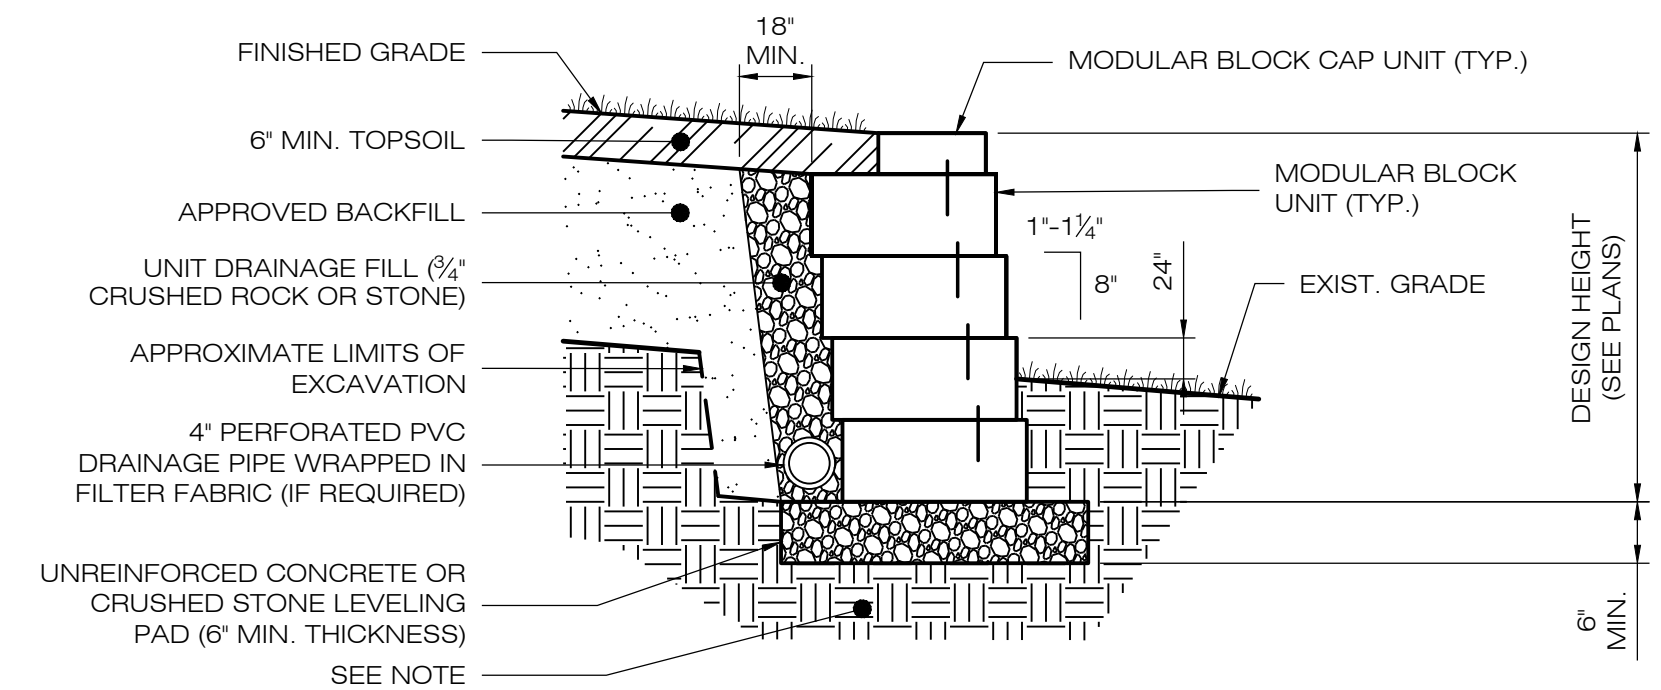 18"
MIN.
FINISHED GRADE
MODULAR BLOCK CAP UNIT (TYP.)
6" MIN. TOPSOIL
MODULAR BLOCK
UNIT (TYP.)
APPROVED BACKFILL
1"-1¼"
8"
24"
UNIT DRAINAGE FILL (¾"
CRUSHED ROCK OR STONE)
EXIST. GRADE
DESIGN HEIGHT
(SEE PLANS)
APPROXIMATE LIMITS OF
EXCAVATION
4" PERFORATED PVC
DRAINAGE PIPE WRAPPED IN
FILTER FABRIC (IF REQUIRED)
UNREINFORCED CONCRETE OR
CRUSHED STONE LEVELING
PAD (6" MIN. THICKNESS)
6"
MIN.
SEE NOTE